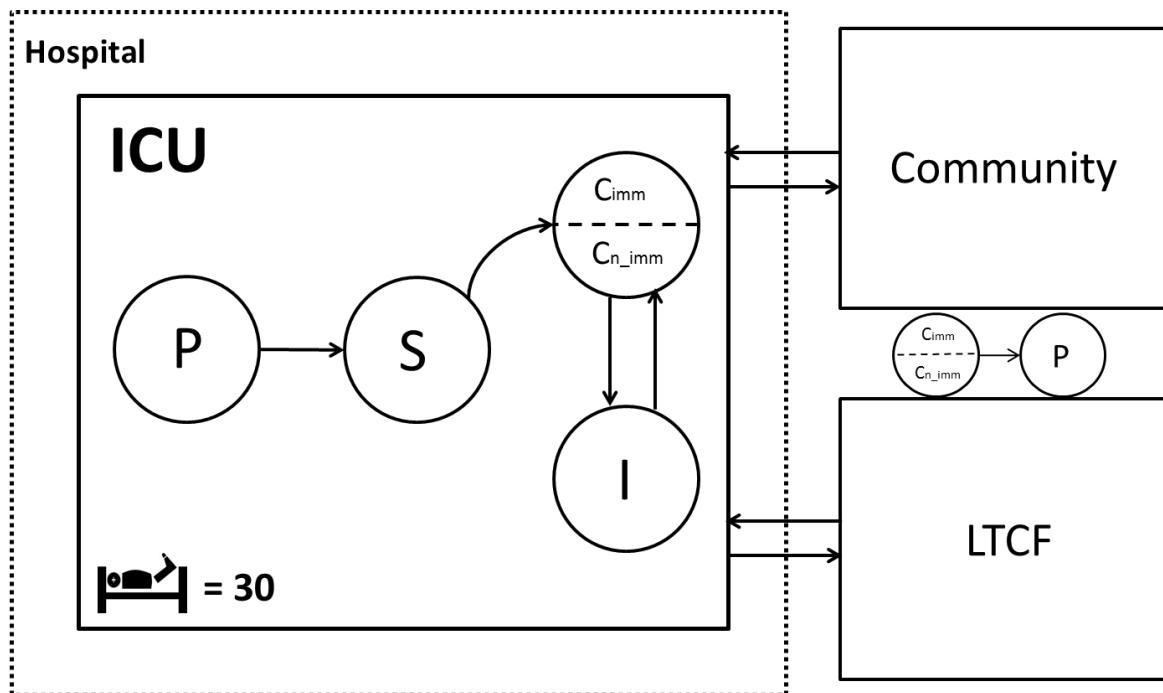 Hospital
ICU
Cimm
Cn_imm
P
S
I
= 30
Community
Cimm
Cn_imm
P
LTCF